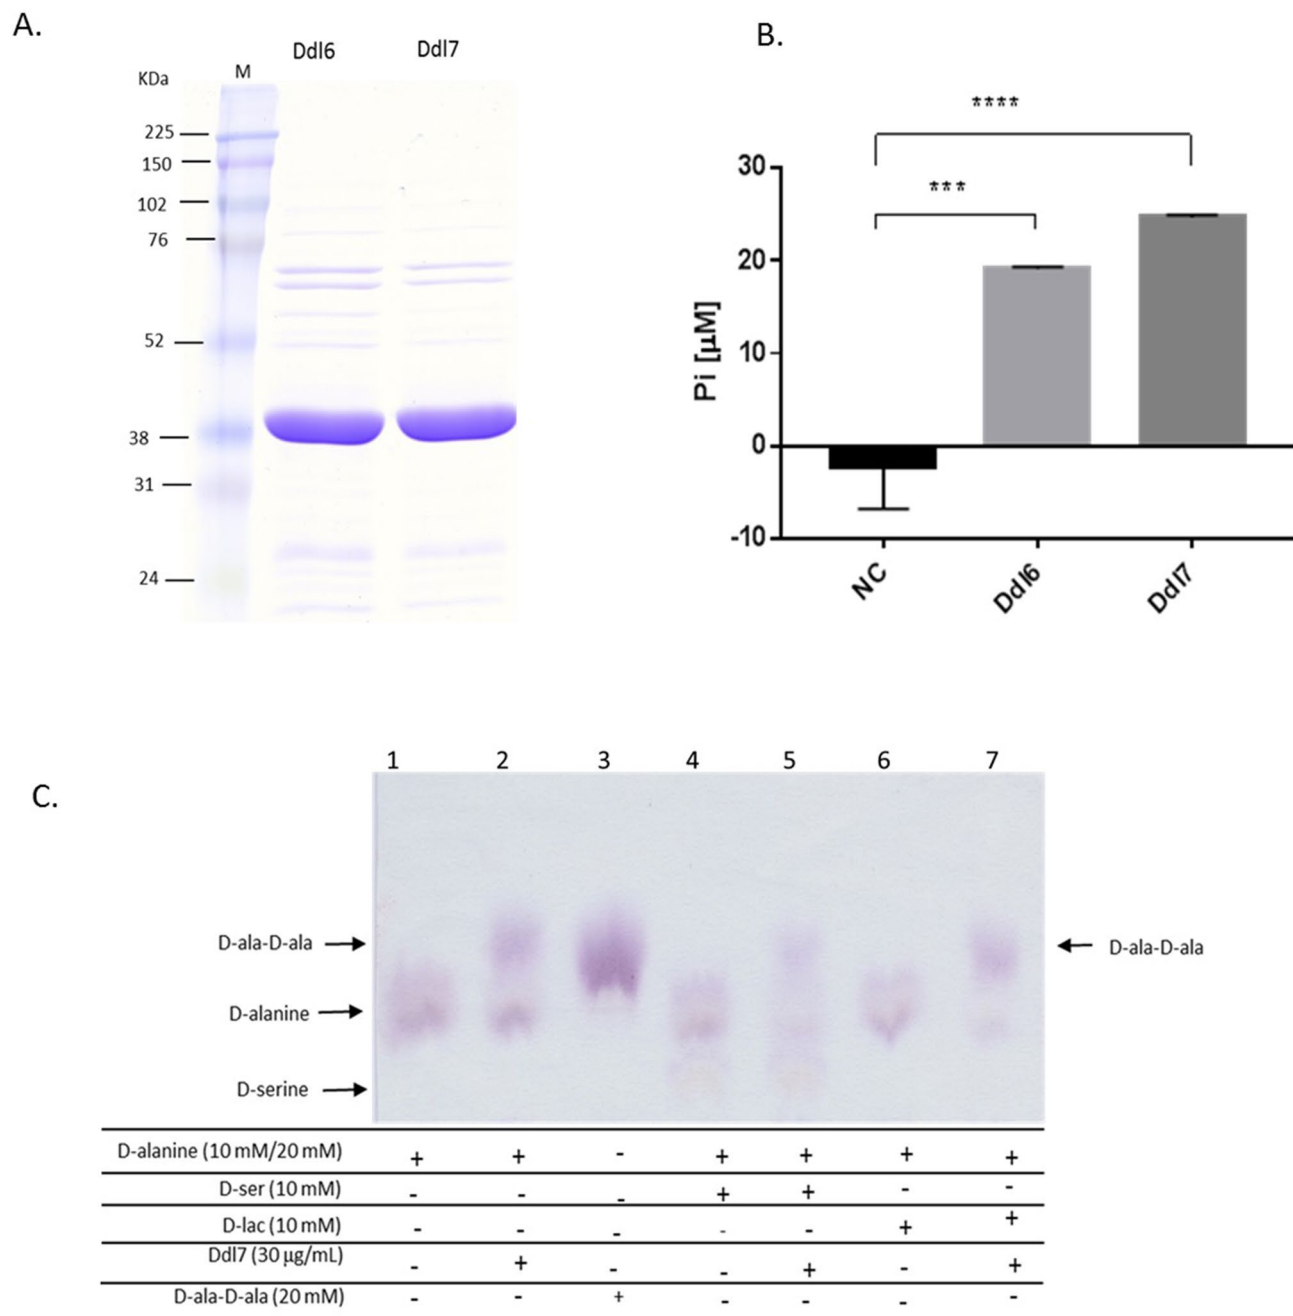 A.
Ddl6 Ddl7
KDa M
225
150
102
76
52
38
31
24
B.
****
***
30
20
10
0
-10
Pi [µM]
NC Ddl6 Ddl7
C.
1 2 3 4 5 6 7
D-ala-D-ala D-ala-D-ala
D-alanine
D-serine
D-alanine (10 mM/20 mM) + + - + + + +
D-ser (10 mM) - - - + + - -
D-lac (10 mM) - - - - - + +
Ddl7 (30 µg/mL) - + - - + - +
D-ala-D-ala (20 mM) - - + - - - -